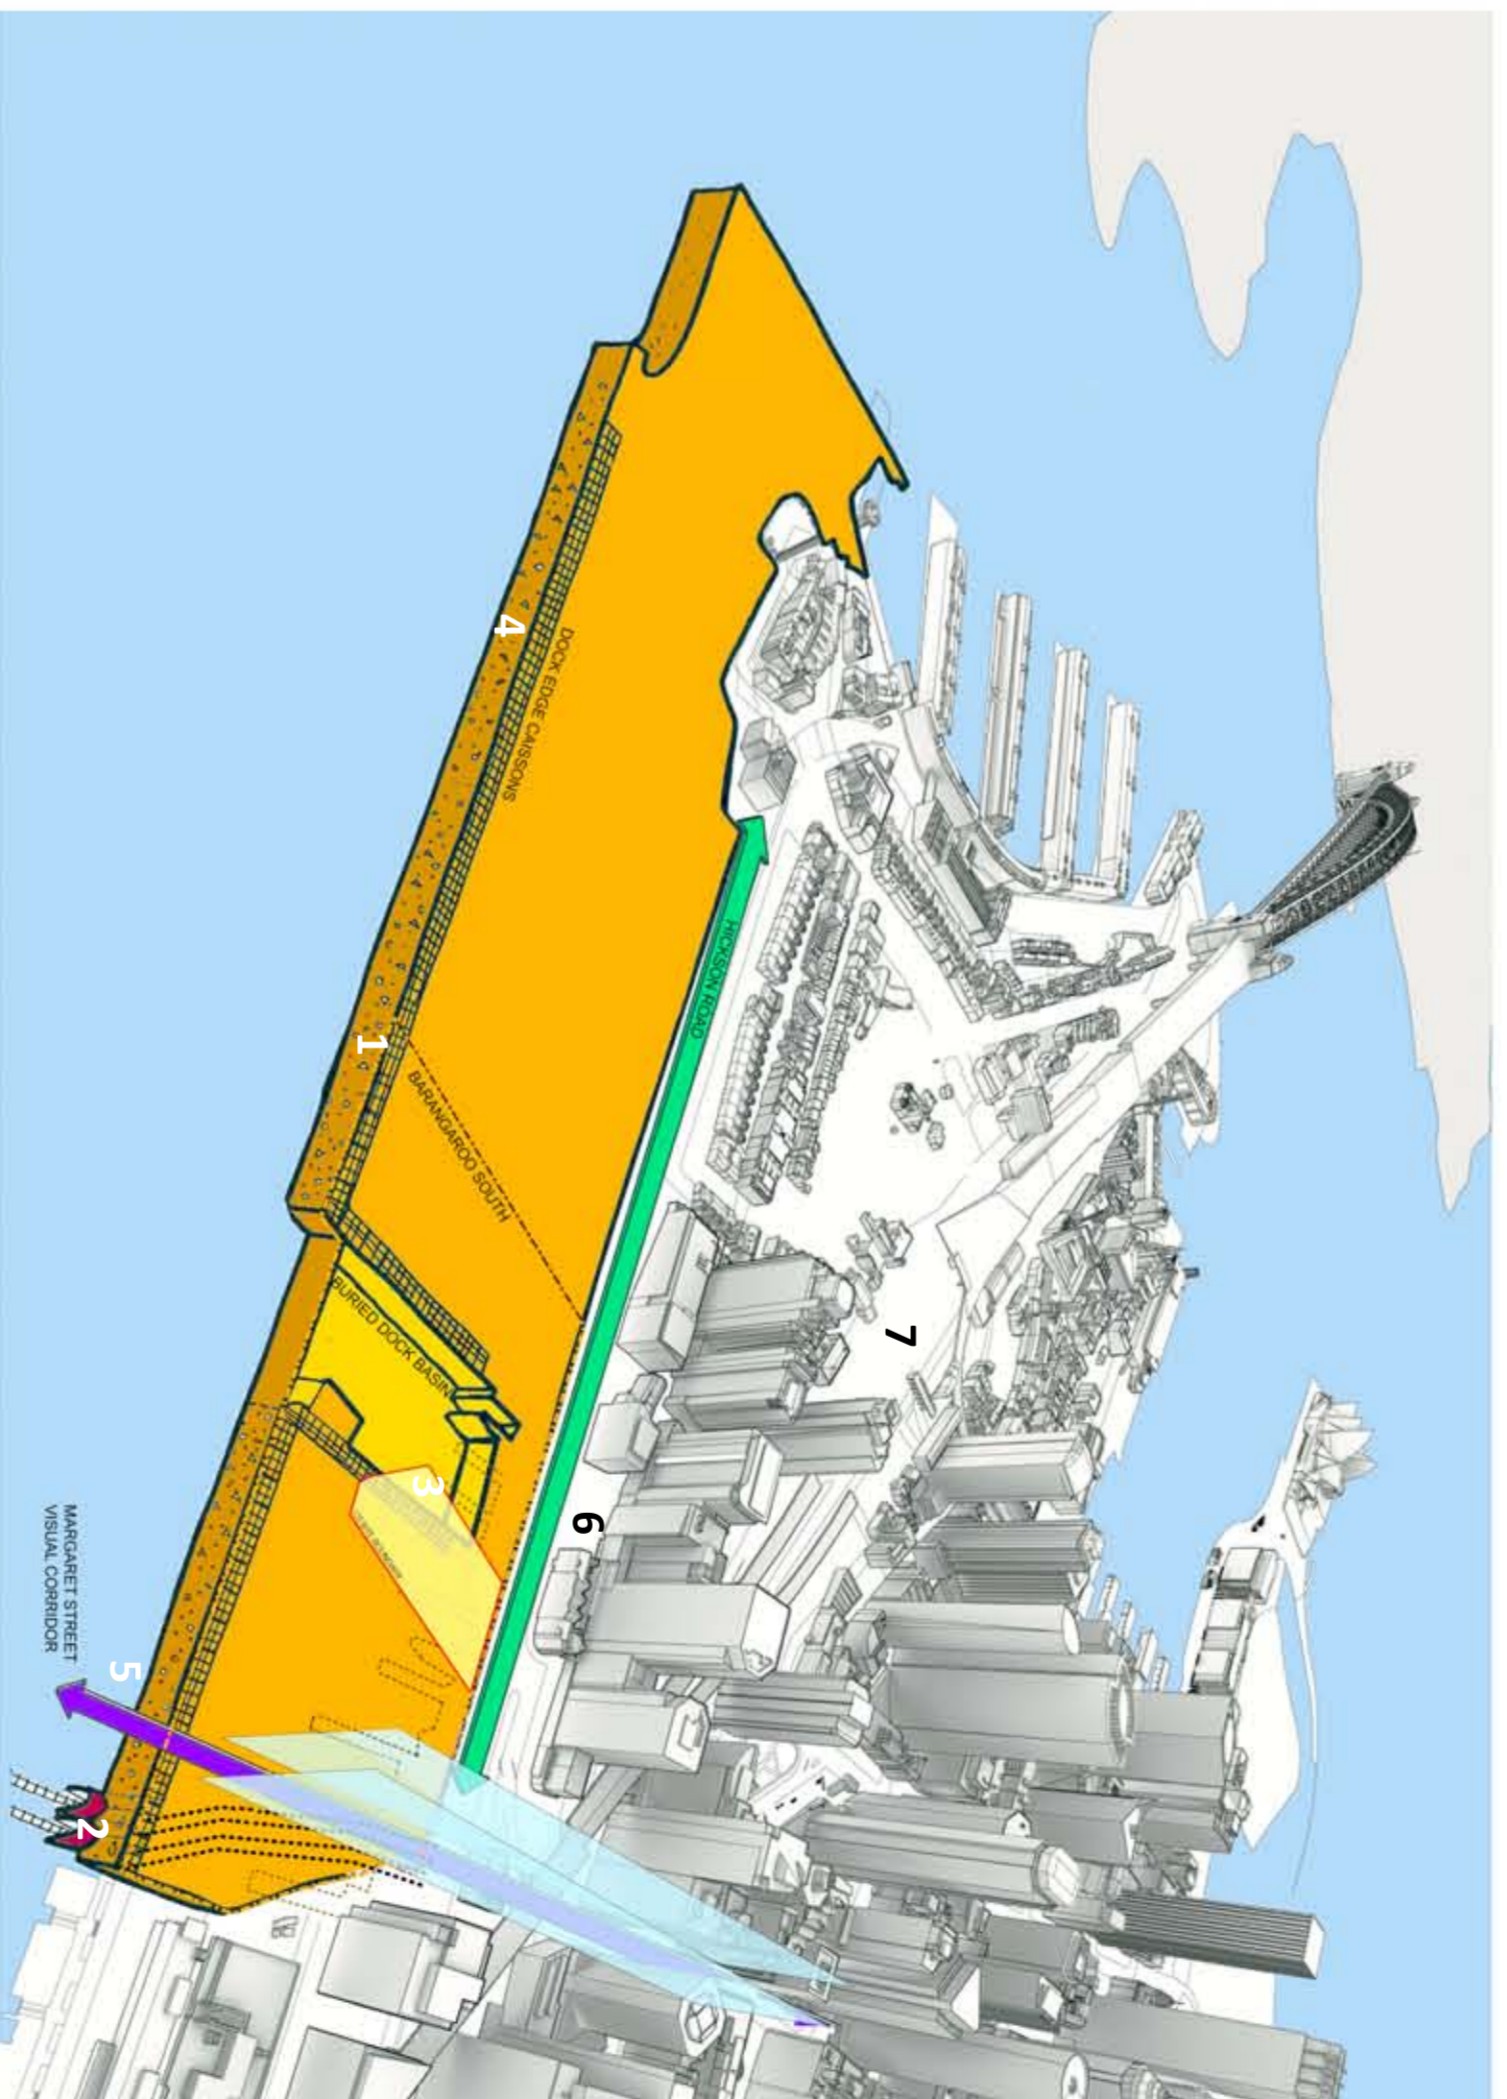 7
HICKSON ROAD
6
DOCK EDGE CAISSONS
4
BARANGAROO SOUTH
1
BURIED DOCK BASIN
3
MARGARET STREET
VISUAL CORRIDOR
5
2